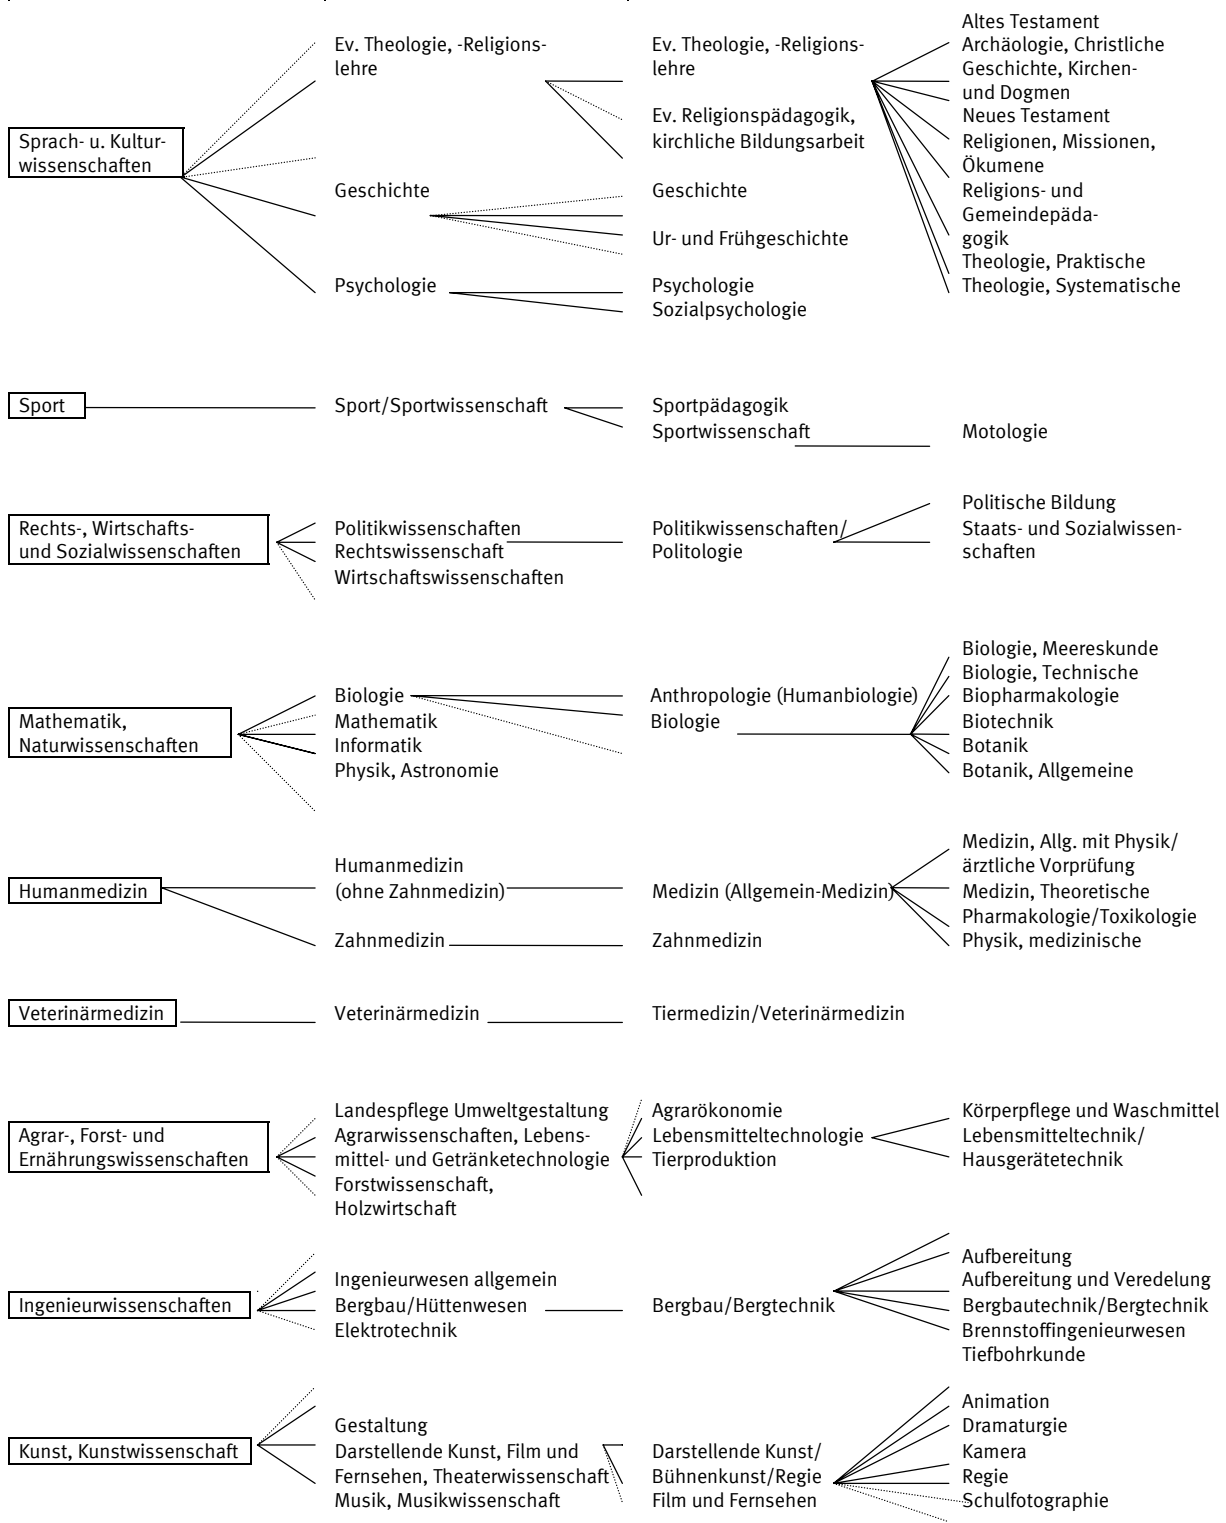 Sprach- u. Kultur-
wissenschaften
Ev. Theologie, -Religions-
lehre
Geschichte
Psychologie
Ev. Theologie, -Religions-
lehre
Ev. Religionspädagogik,
kirchliche Bildungsarbeit
Geschichte
Ur- und Frühgeschichte
Psychologie
Sozialpsychologie
Altes Testament
Archäologie, Christliche
Geschichte, Kirchen-
und Dogmen
Neues Testament
Religionen, Missionen,
Ökumene
Religions- und
Gemeindepäda-
gogik
Theologie, Praktische
Theologie, Systematische
Sport
Sport/Sportwissenschaft
Sportpädagogik
Sportwissenschaft
Motologie
Rechts-, Wirtschafts-
und Sozialwissenschaften
Politikwissenschaften
Rechtswissenschaft
Wirtschaftswissenschaften
Politikwissenschaften/
Politologie
Politische Bildung
Staats- und Sozialwissen-
schaften
Mathematik,
Naturwissenschaften
Biologie
Mathematik
Informatik
Physik, Astronomie
Anthropologie (Humanbiologie)
Biologie
Biologie, Meereskunde
Biologie, Technische
Biopharmakologie
Biotechnik
Botanik
Botanik, Allgemeine
Humanmedizin
Humanmedizin
(ohne Zahnmedizin)
Zahnmedizin
Medizin (Allgemein-Medizin)
Zahnmedizin
Medizin, Allg. mit Physik/
ärztliche Vorprüfung
Medizin, Theoretische
Pharmakologie/Toxikologie
Physik, medizinische
Veterinärmedizin
Veterinärmedizin
Tiermedizin/Veterinärmedizin
Agrar-, Forst- und
Ernährungswissenschaften
Landespflege Umweltgestaltung
Agrarwissenschaften, Lebens-
mittel- und Getränketechnologie
Forstwissenschaft,
Holzwirtschaft
Agrarökonomie
Lebensmitteltechnologie
Tierproduktion
Körperpflege und Waschmittel
Lebensmitteltechnik/
Hausgerätetechnik
Ingenieurwissenschaften
Ingenieurwesen allgemein
Bergbau/Hüttenwesen
Elektrotechnik
Bergbau/Bergtechnik
Aufbereitung
Aufbereitung und Veredelung
Bergbautechnik/Bergtechnik
Brennstoffingenieurwesen
Tiefbohrkunde
Kunst, Kunstwissenschaft
Gestaltung
Darstellende Kunst, Film und
Fernsehen, Theaterwissenschaft
Musik, Musikwissenschaft
Darstellende Kunst/
Bühnenkunst/Regie
Film und Fernsehen
Animation
Dramaturgie
Kamera
Regie
Schulfotographie